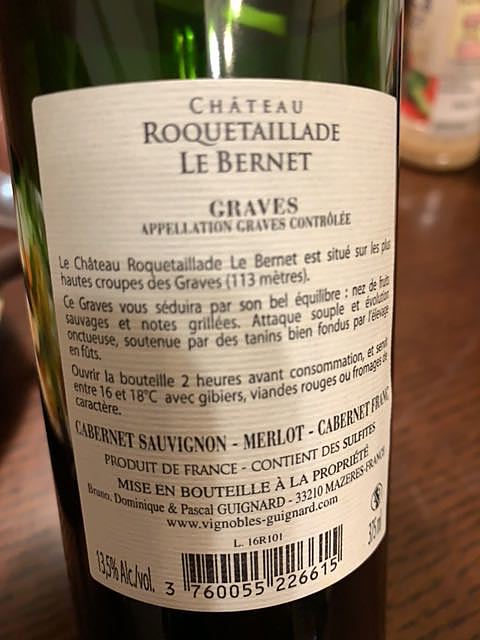 CHÂTEAU
ROQUETAILLADE
LE BERNET
GRAVES
APPELLATION GRAVES CONTRÔLÉE
Le Château Roquetaillade Le Bernet est situé sur les plus
hautes croupes des Graves (113 mètres).
Ce Graves vous séduira par son bel équilibre : nez de fruits
sauvages et notes grillées. Attaque souple et évolution
onctueuse, soutenue par des tanins bien fondus par l'élevage
en fûts.
Ouvrir la bouteille 2 heures avant consommation, et servir
entre 16 et 18°C avec gibiers, viandes rouges ou fromages de
caractère.
CABERNET SAUVIGNON - MERLOT - CABERNET FRANC
PRODUIT DE FRANCE - CONTIENT DES SULFITES
MISE EN BOUTEILLE À LA PROPRIÉTÉ
Bruno, Dominique & Pascal GUIGNARD - 33210 MAZERES-FRANCE
www.vignobles-guignard.com
L. 16R101
13,5% Alc./vol.
375 ml
3 760055 226615